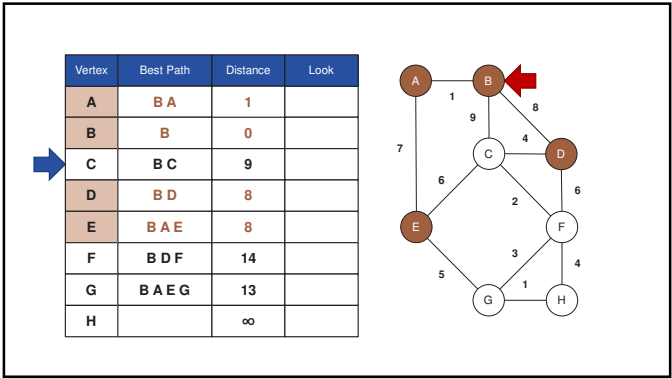 Vertex Best Path Distance Look
A B A 1
B B 0
C B C 9
D B D 8
E B A E 8
F B D F 14
G B A E G 13
H ∞
A B
1 8
9
4
7 C D
6 6
2
E F
3 4
5 1
G H